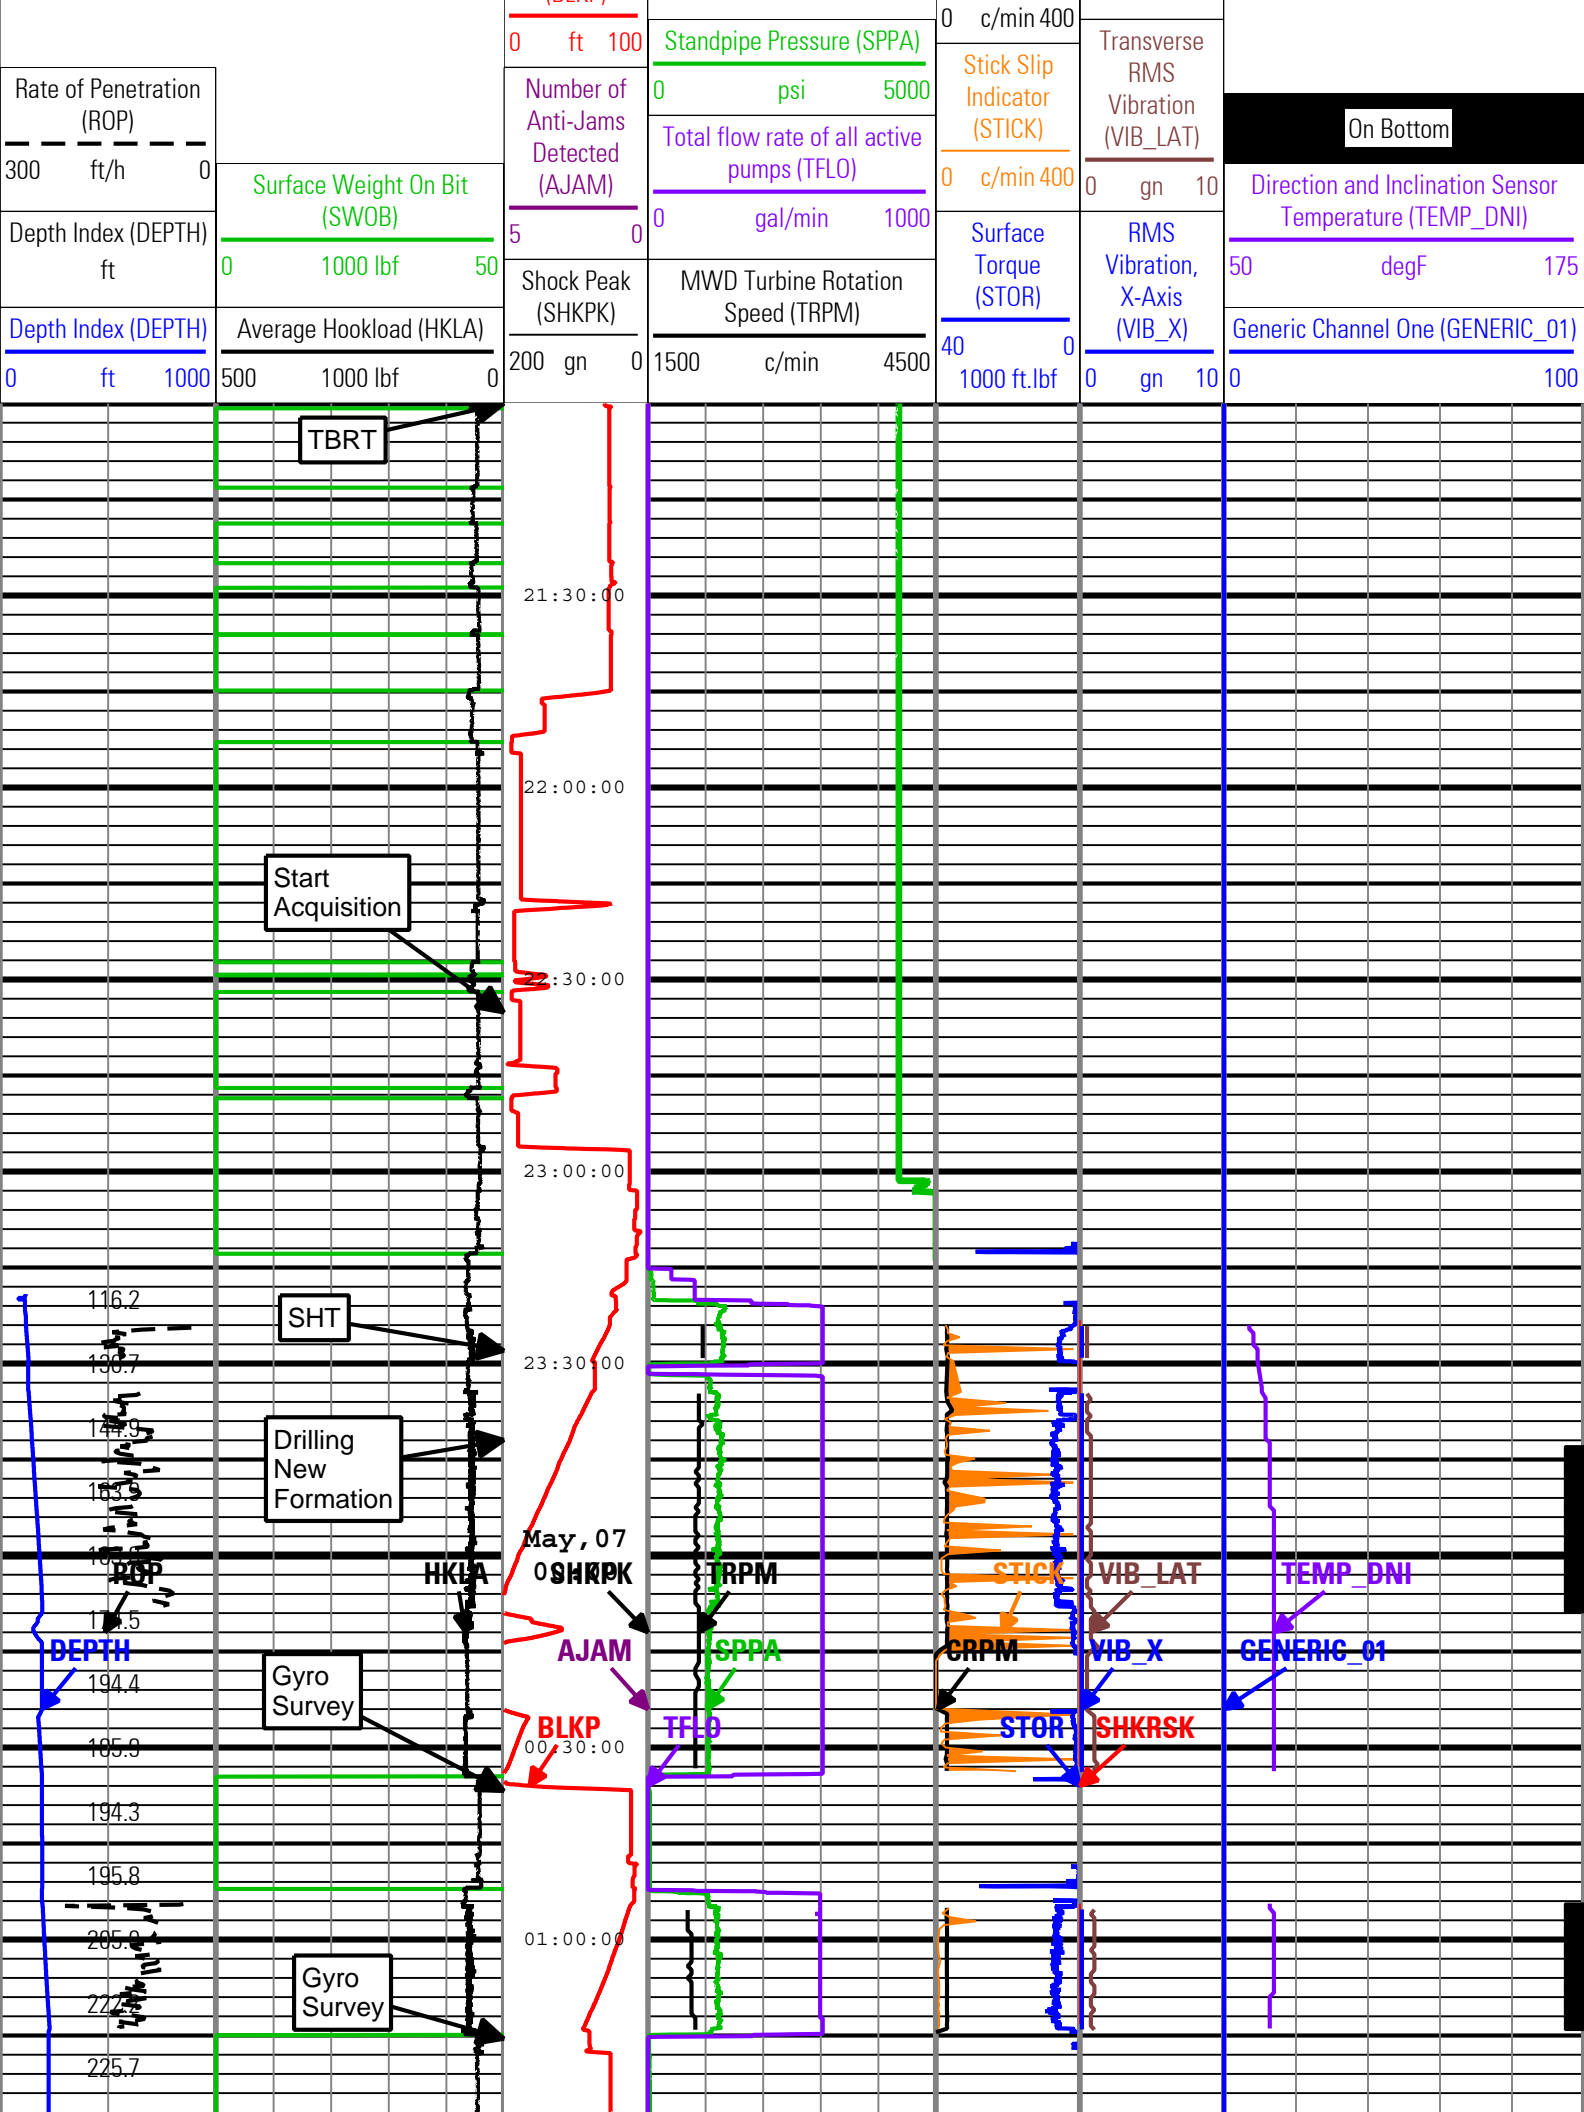 Rate of Penetration
(ROP)
300 ft/h 0
Depth Index (DEPTH)
ft
Depth Index (DEPTH)
0 ft 1000
Surface Weight On Bit
(SWOB)
0 1000 lbf 50
Average Hookload (HKLA)
500 1000 lbf 0
0 ft 100
Number of
Anti-Jams
Detected
(AJAM)
5 0
Shock Peak
(SHKPK)
200 gn 0
Standpipe Pressure (SPPA)
0 psi 5000
Total flow rate of all active
pumps (TFLO)
0 gal/min 1000
MWD Turbine Rotation
Speed (TRPM)
1500 c/min 4500
0 c/min 400
Stick Slip
Indicator
(STICK)
0 c/min 400
Surface
Torque
(STOR)
40 0
1000 ft.lbf
Transverse
RMS
Vibration
(VIB_LAT)
0 gn 10
RMS
Vibration,
X-Axis
(VIB_X)
0 gn 10
On Bottom
Direction and Inclination Sensor
Temperature (TEMP_DNI)
50 degF 175
Generic Channel One (GENERIC_01)
0 100
TBRT
21:30:00
22:00:00
Start
Acquisition
22:30:00
23:00:00
116.2
SHT
23:30:00
144.9
Drilling
New
Formation
163.9
May,07
ROP
HKLA
SHKPK
TRPM
STICK
VIB_LAT
TEMP_DNI
DEPTH
AJAM
SPPA
CRPM
VIB_X
GENERIC_01
194.4
Gyro
Survey
BLKP
TFLO
STOR
SHKRSK
00:30:00
194.3
195.8
01:00:00
Gyro
Survey
225.7